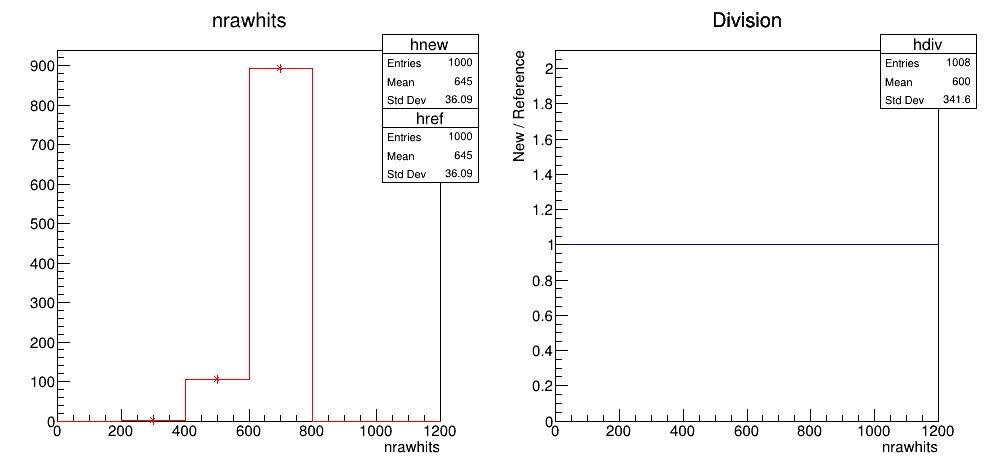 nrawhits
hnew
Entries 1000
Mean 645
Std Dev 36.09
href
Entries 1000
Mean 645
Std Dev 36.09
900
800
700
600
500
400
300
200
100
0
0 200 400 600 800 1000 1200
nrawhits
Division
hdiv
Entries 1008
Mean 600
Std Dev 341.6
New / Reference
2
1.8
1.6
1.4
1.2
1
0.8
0.6
0.4
0.2
0
0 200 400 600 800 1000 1200
nrawhits